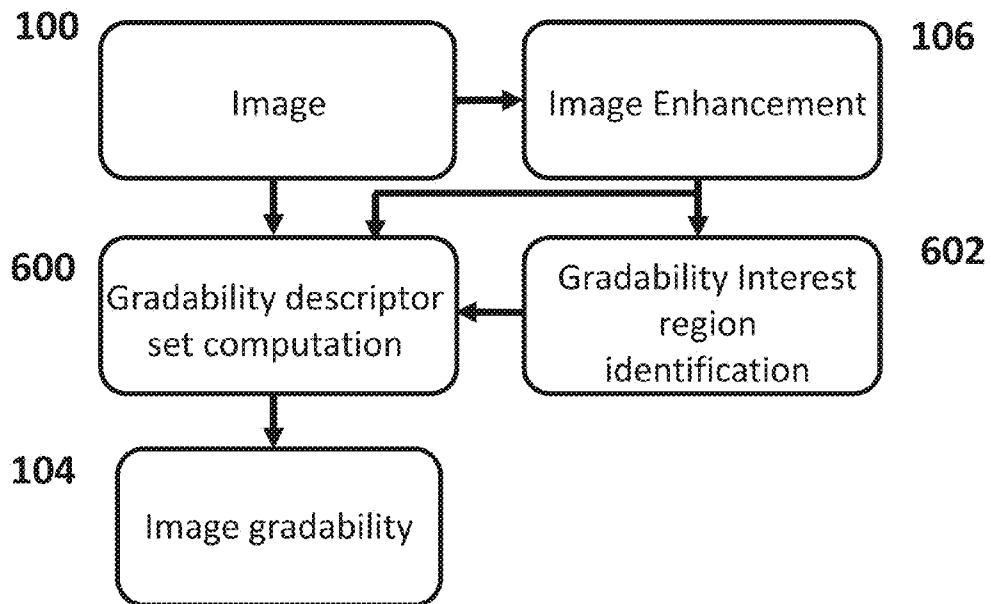 100
Image
106
Image Enhancement
600
Gradability descriptor
set computation
602
Gradability Interest
region
identification
104
Image gradability